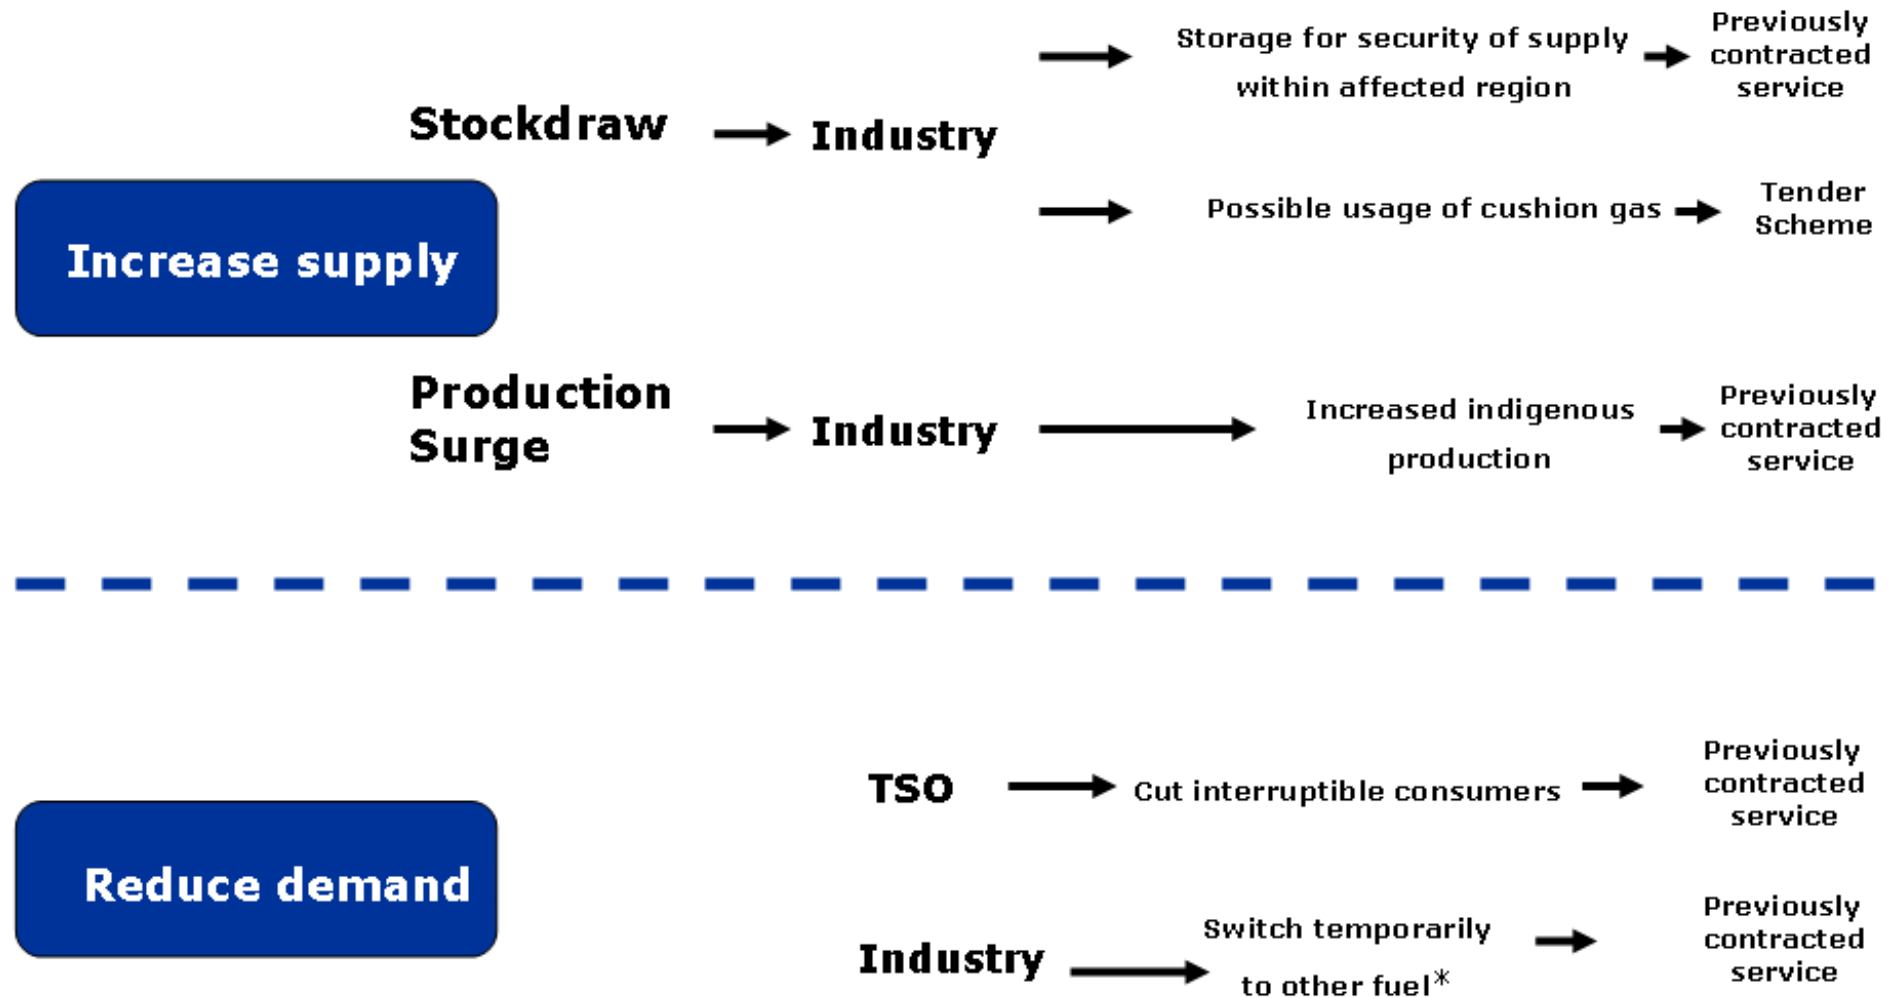 Storage for security of supply
within affected region
Previously
contracted
service
Stockdraw
Industry
Possible usage of cushion gas
Tender
Scheme
Increase supply
Production
Surge
Industry
Increased indigenous
production
Previously
contracted
service
TSO
Cut interruptible consumers
Previously
contracted
service
Reduce demand
Industry
Switch temporarily
to other fuel*
Previously
contracted
service